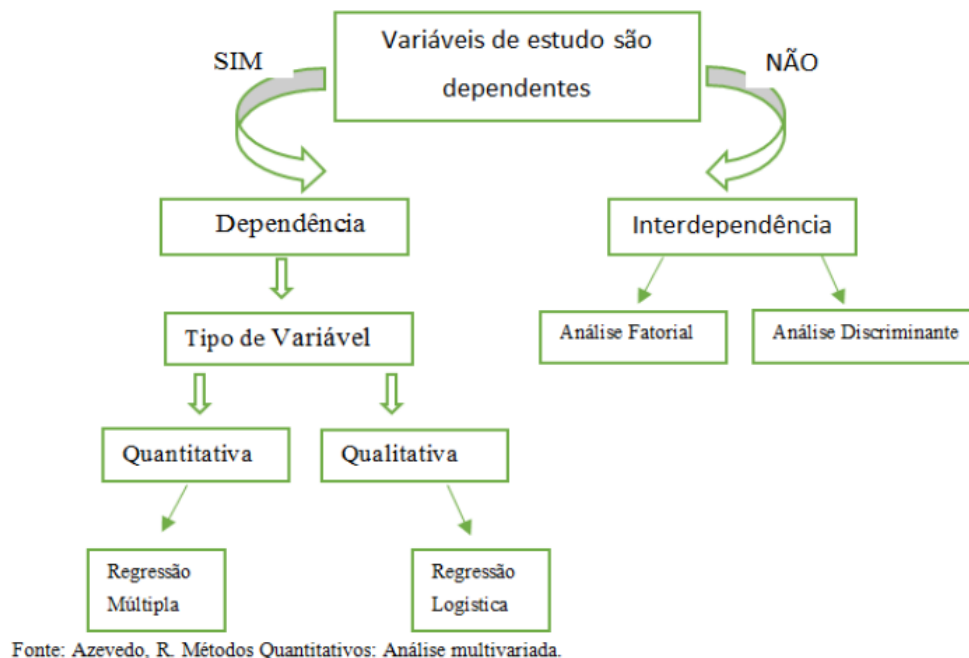 Variáveis de estudo são
dependentes
SIM
NÃO
Dependência
Interdependência
Tipo de Variável
Análise Fatorial
Análise Discriminante
Quantitativa
Qualitativa
Regressão
Múltipla
Regressão
Logistica
Fonte: Azevedo, R. Métodos Quantitativos: Análise multivariada.